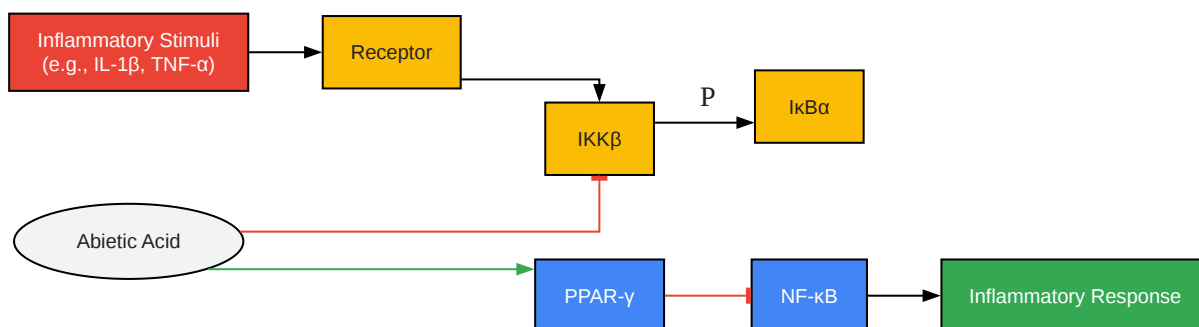 Inflammatory Stimuli
(e.g., IL-1β, TNF-α)
Receptor
P
IκBα
IKKβ
Abietic Acid
PPAR-γ
NF-κB
Inflammatory Response